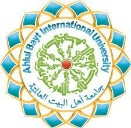 Ahlul Bayt International University
جامعة أهل البيت العالمية